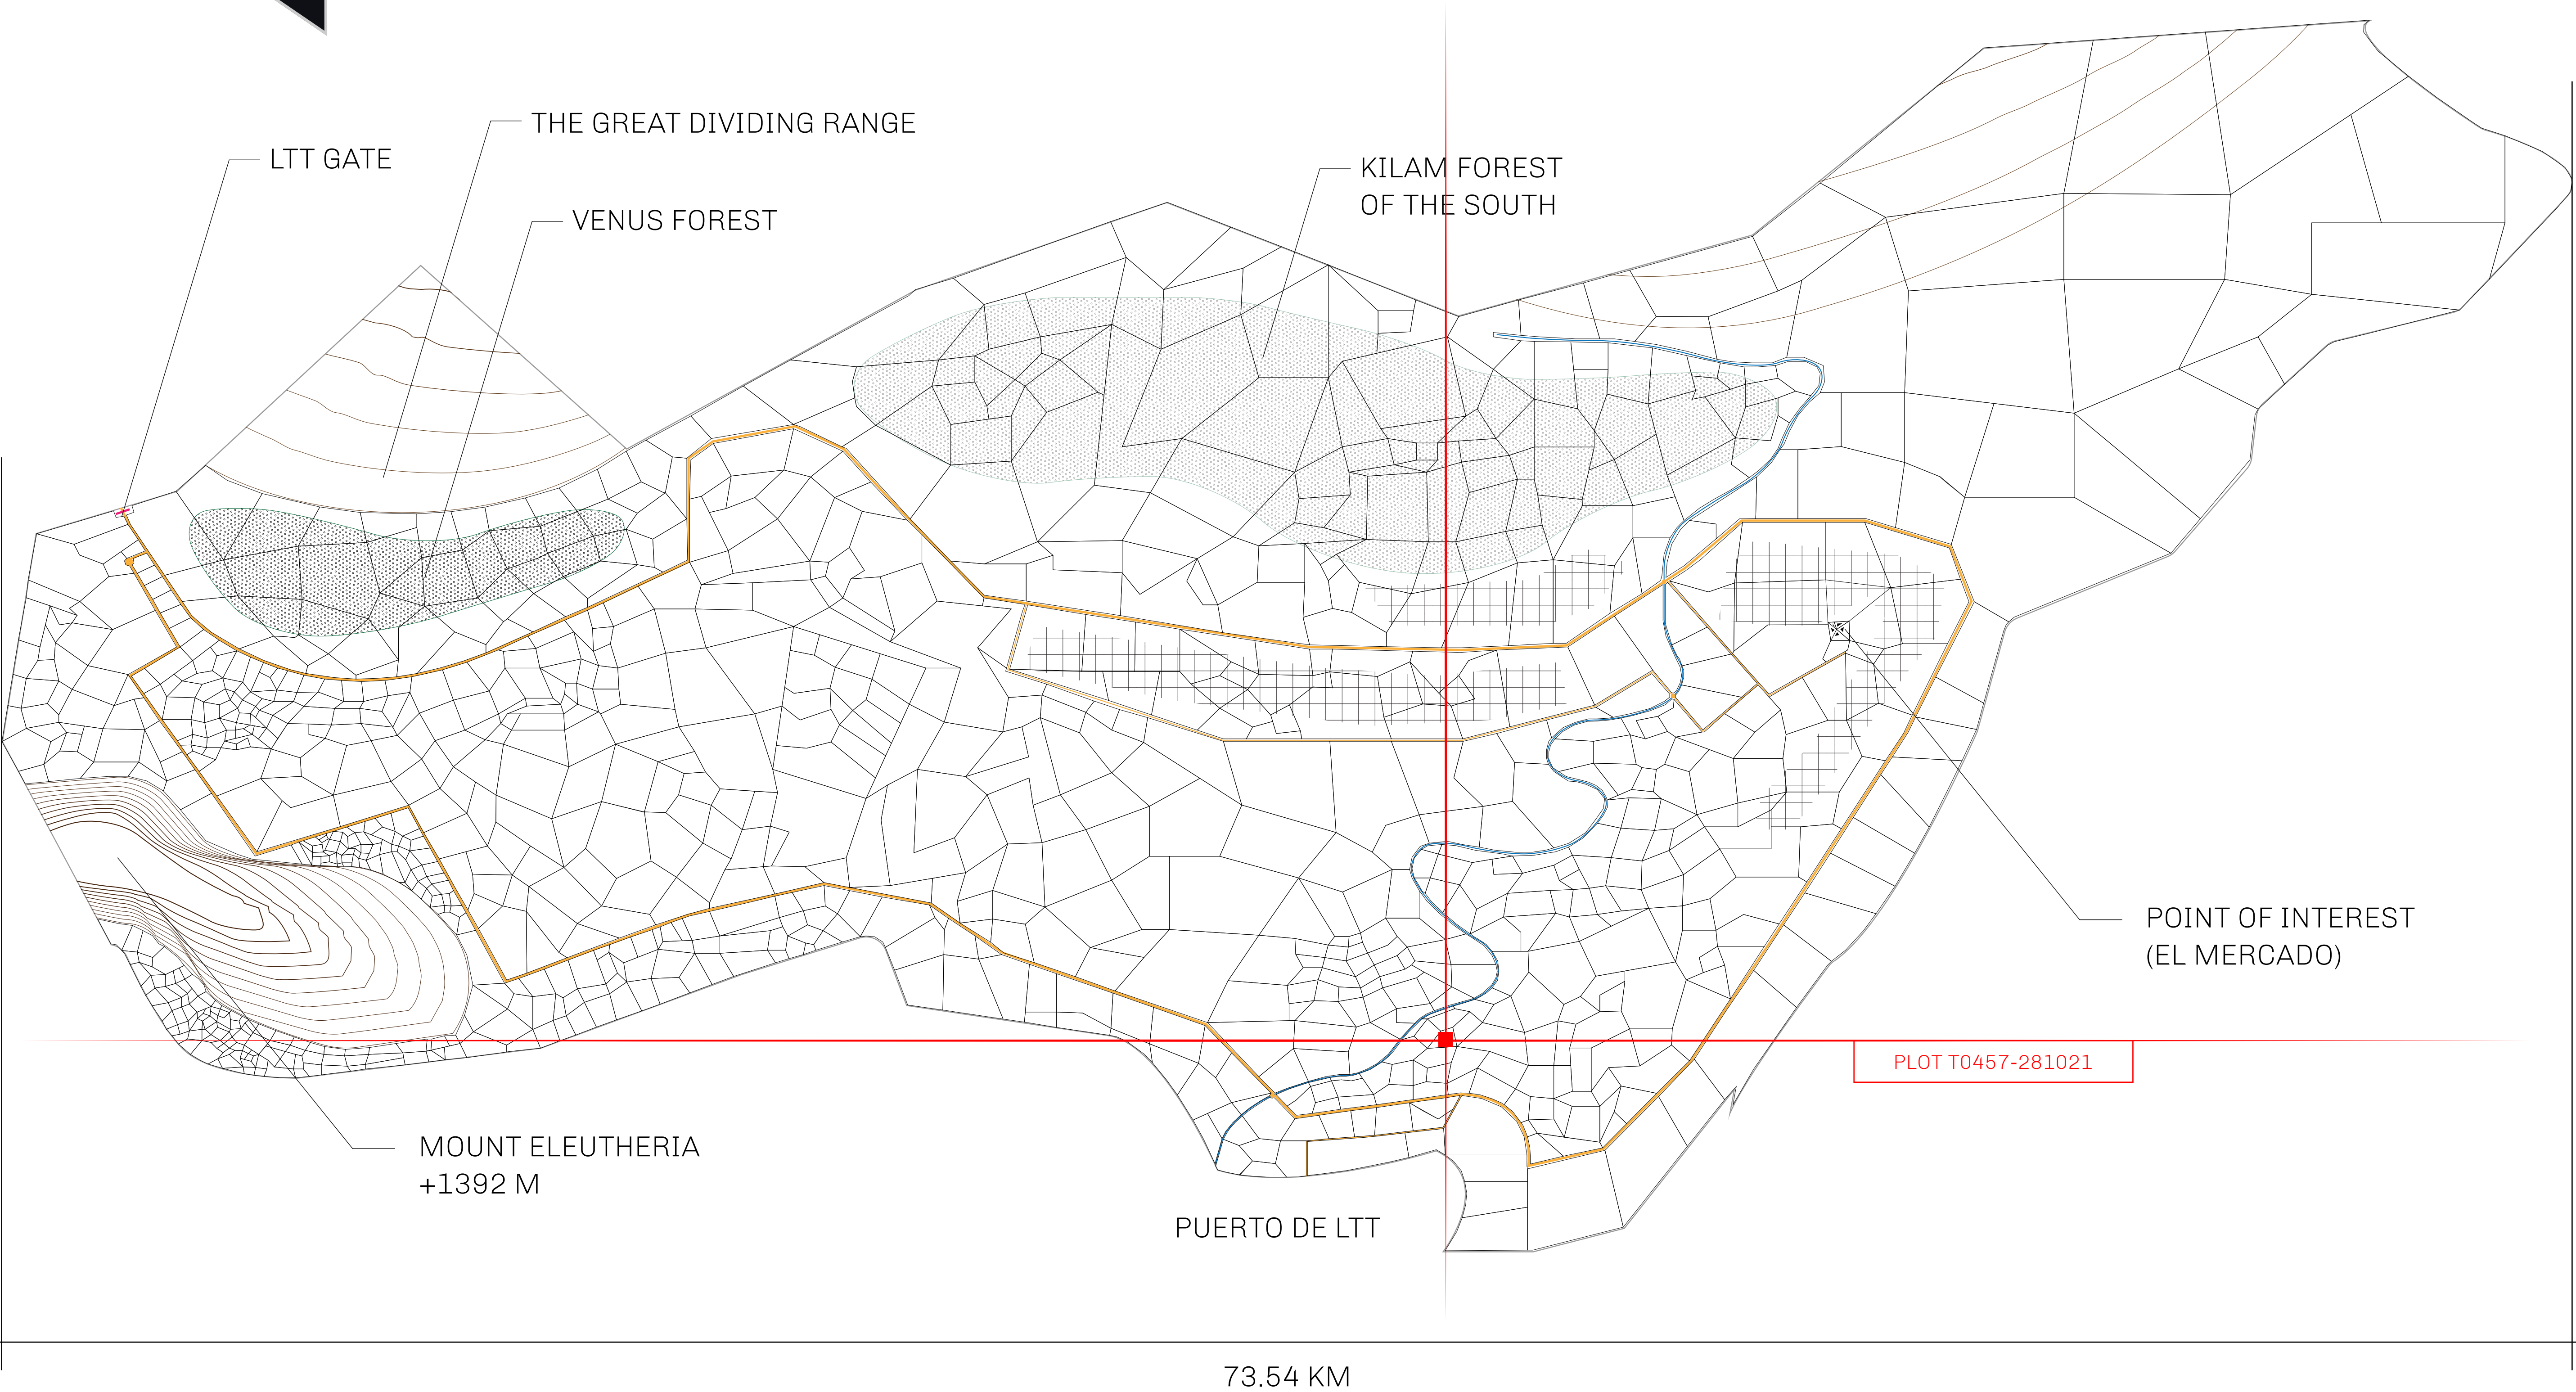 THE GREAT DIVIDING RANGE
LTT GATE
KILAM FOREST
OF THE SOUTH
VENUS FOREST
POINT OF INTEREST
(EL MERCADO)
PLOT T0457-281021
MOUNT ELEUTHERIA
+1392 M
PUERTO DE LTT
73.54 KM